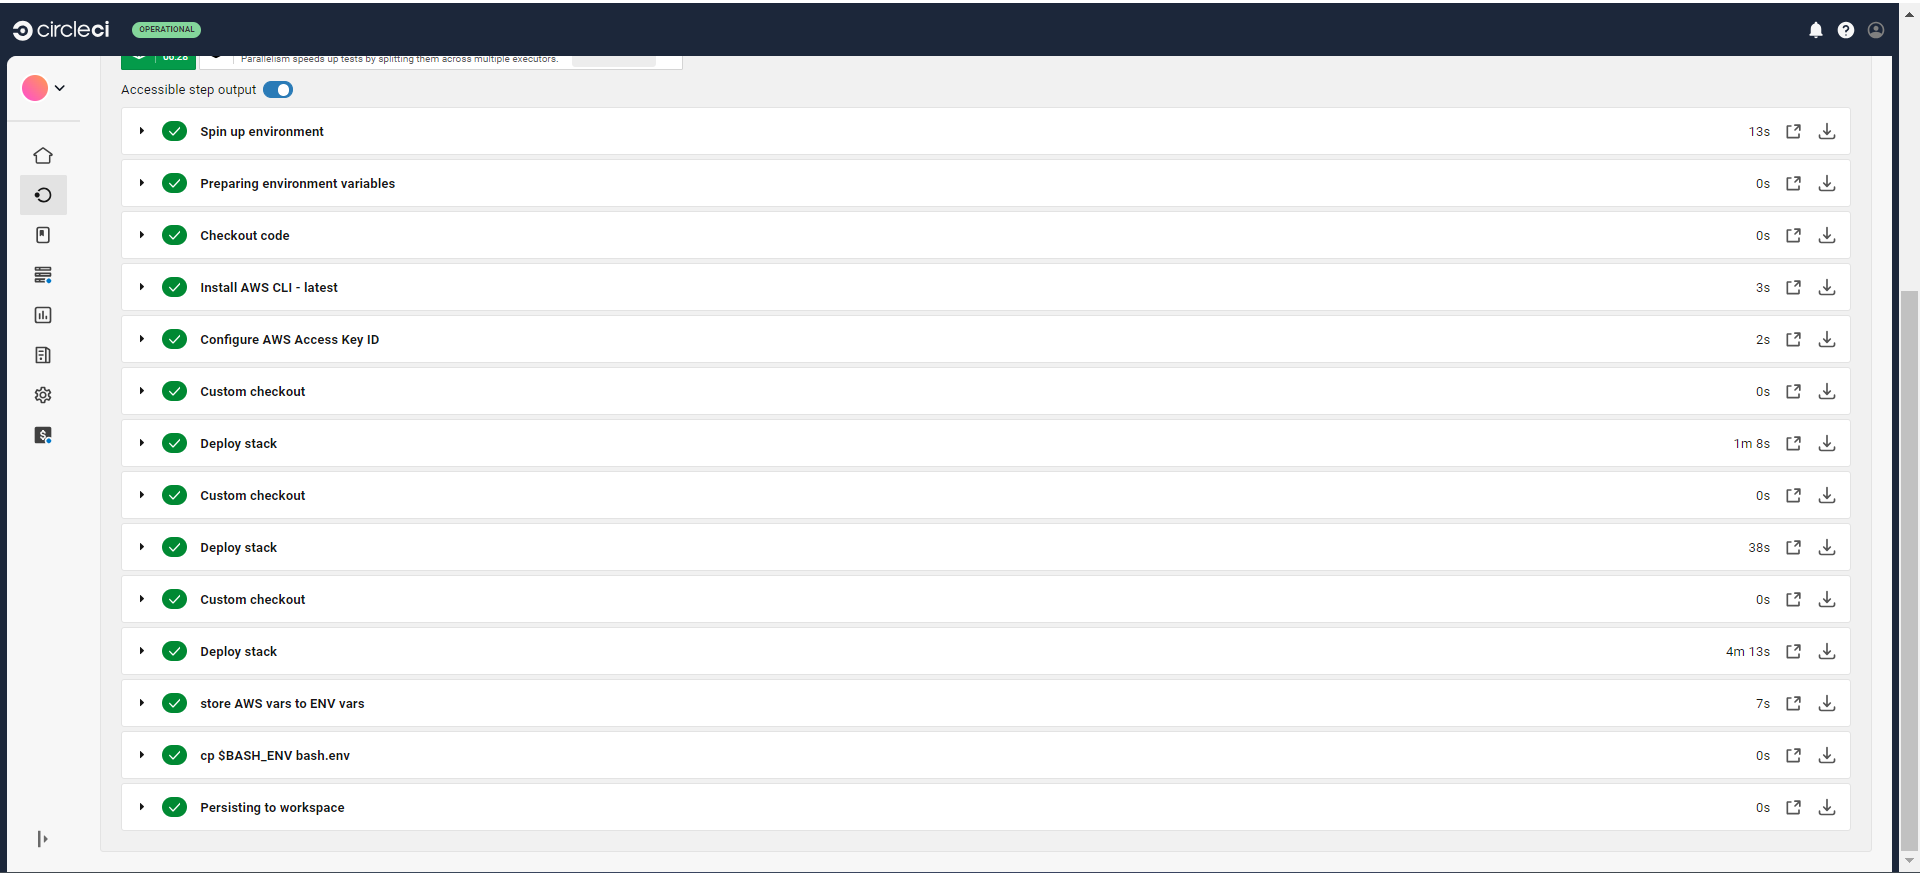 circleci OPERATIONAL
06:28 Parallelism speeds up tests by splitting them across multiple executors.
Accessible step output
Spin up environment 13s
Preparing environment variables 0s
Checkout code 0s
Install AWS CLI - latest 3s
Configure AWS Access Key ID 2s
Custom checkout 0s
Deploy stack 1m 8s
Custom checkout 0s
Deploy stack 38s
Custom checkout 0s
Deploy stack 4m 13s
store AWS vars to ENV vars 7s
cp $BASH_ENV bash.env 0s
Persisting to workspace 0s